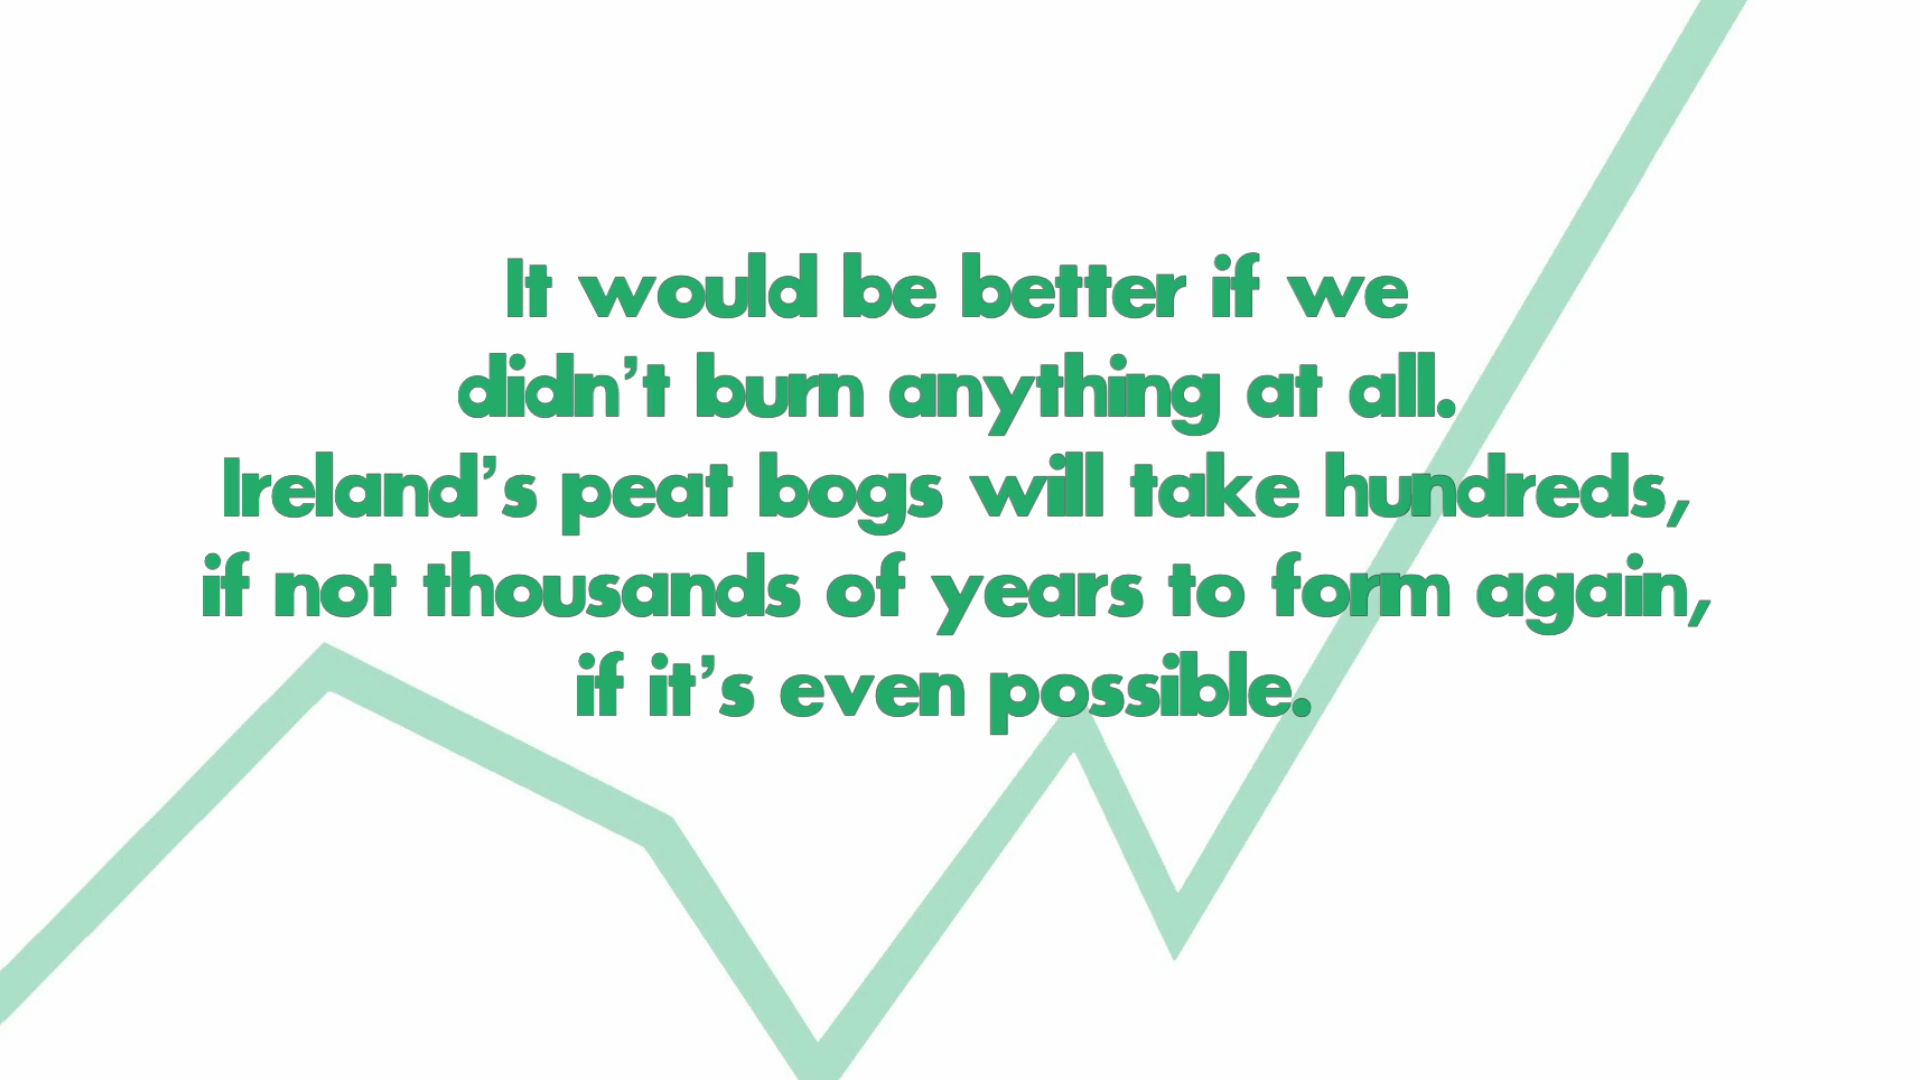 It would be better if we
didn’t burn anything at all.
Ireland’s peat bogs will take hundreds,
if not thousands of years to form again,
if it’s even possible.